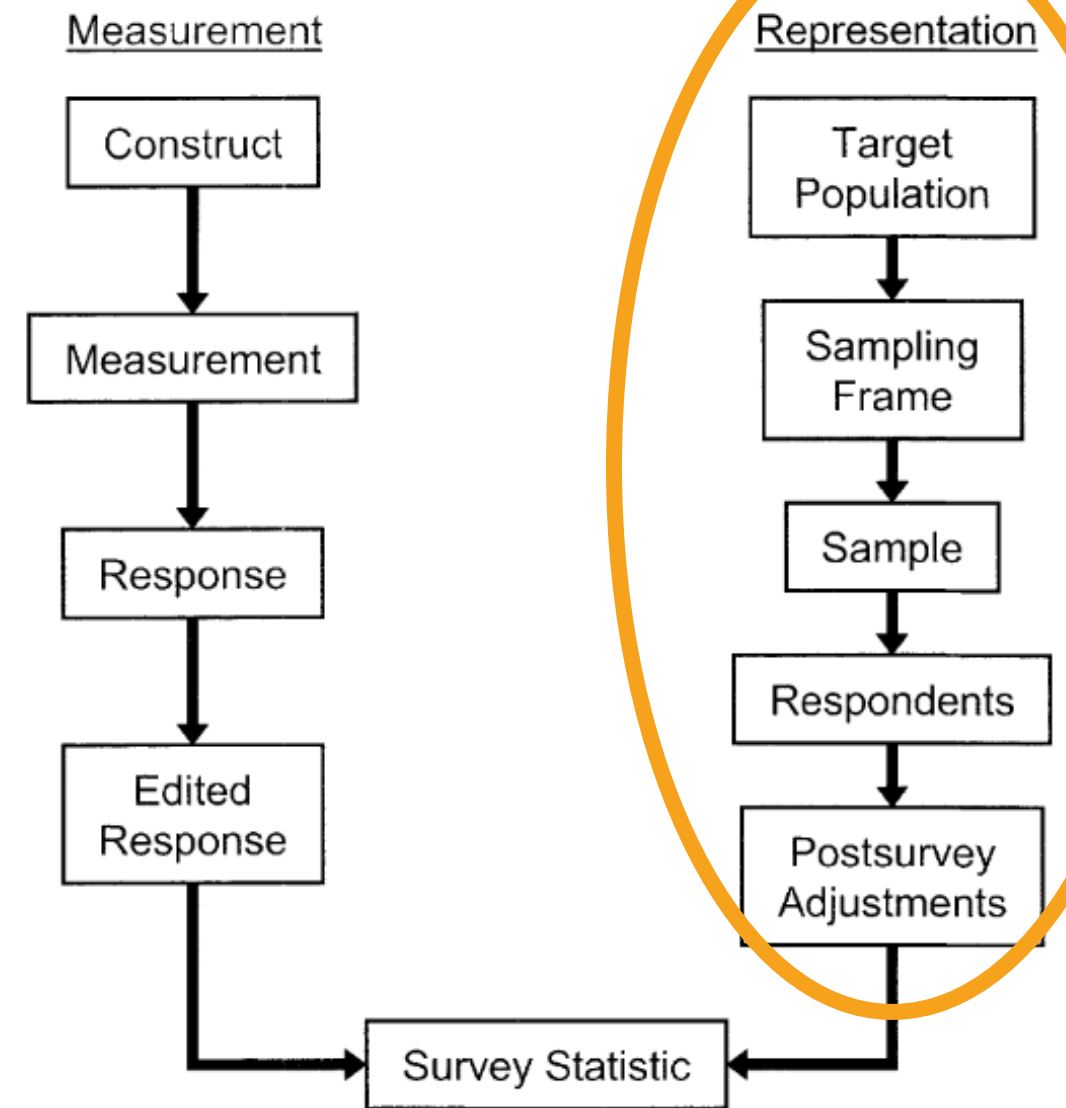 Measurement
Construct
Measurement
Response
Edited
Response
Representation
Target
Population
Sampling
Frame
Sample
Respondents
Postsurvey
Adjustments
Survey Statistic